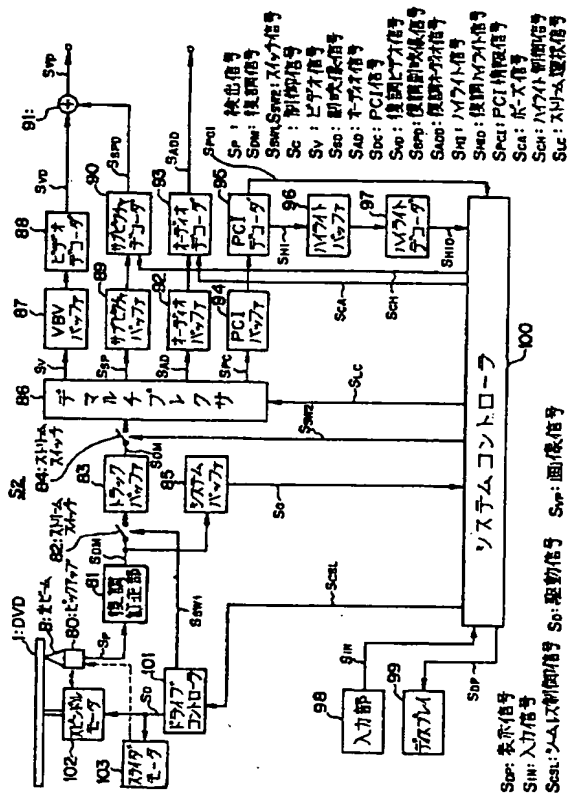 S2
1:DVD
B:光ビーム
80:ピックアップ
SP
102
スピンドル
モータ
103
スライダ
モータ
SD
101
ドライブ
コントローラ
81
復調
訂正部
SDM
82:ストリーム
スイッチ
SSW1
83
トラック
バッファ
84:ストリーム
スイッチ
SDM
85
システム
バッファ
SSW2
86
デマルチプレクサ
SLC
SV
87
VBV
バッファ
88
ビデオ
デコーダ
SVD
91:
SVP
SSP
89
サブピクチャ
バッファ
90
サブピクチャ
デコーダ
SSPD
SAD
92
オーディオ
バッファ
93
オーディオ
デコーダ
SADD
SPC
94
PCI
バッファ
95
PCI
デコーダ
SPCI
SHI
96
ハイライト
バッファ
97
ハイライト
デコーダ
SHID
SCA
SCH
SCSL
98
入力部
SIN
99
ディスプレイ
SDP
システムコントローラ
100
SP : 検出信号
SDM: 復調信号
SSW1,SSW2:スイッチ信号
SC : 制御信号
SV : ビデオ信号
オーディオ信号
PCI信号
SVD: 復調ビデオ信号
SSPD:復調副映像信号
SADD:復調オーディオ信号
SHI: ハイライト信号
SHID:復調ハイライト信号
SPCI: PCI情報信号
SCA: ポーズ信号
SCH: ハイライト制御信号
SLC: ストリーム選択信号
SDP: 表示信号
SIN: 入力信号
SCSL:シームレス制御信号 SD: 駆動信号 SVP: 画像信号